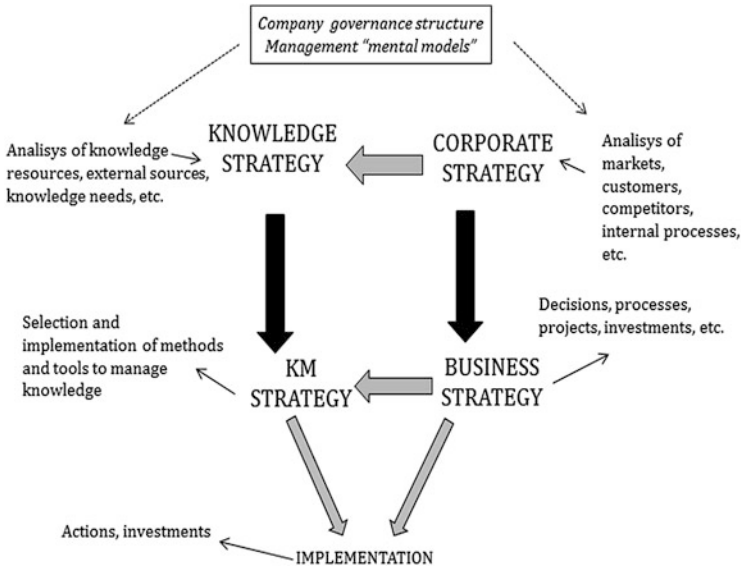 Company governance structure
Management “mental models”
KNOWLEDGE
STRATEGY
CORPORATE
STRATEGY
Analisys of knowledge
resources, external sources,
knowledge needs, etc.
Analisys of
markets,
customers,
competitors,
internal processes,
etc.
Decisions, processes,
projects, investments, etc.
Selection and
implementation of methods
and tools to manage
knowledge
KM
STRATEGY
BUSINESS
STRATEGY
Actions, investments
IMPLEMENTATION